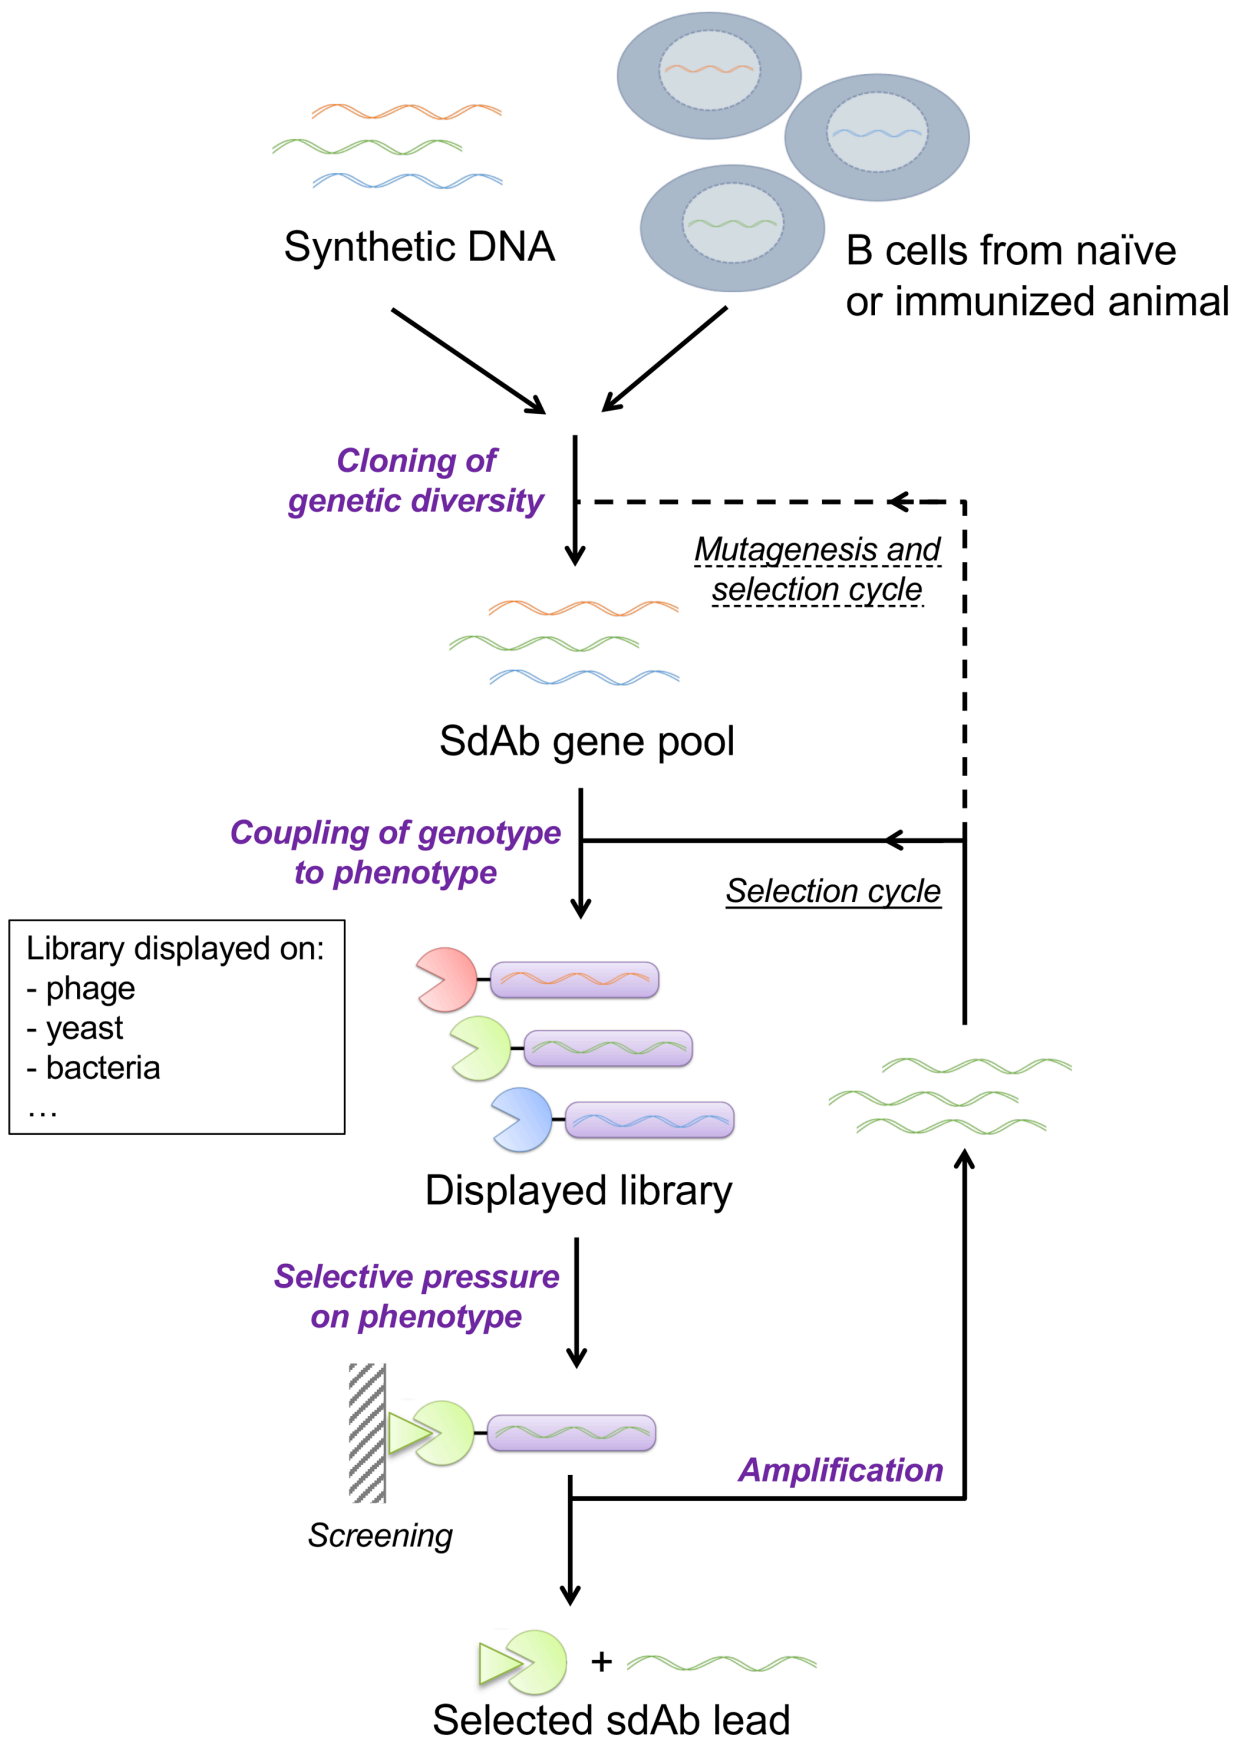 Synthetic DNA
B cells from naïve
or immunized animal
Cloning of
genetic diversity
Mutagenesis and
selection cycle
SdAb gene pool
Coupling of genotype
to phenotype
Selection cycle
Library displayed on:
- phage
- yeast
- bacteria
...
Displayed library
Selective pressure
on phenotype
Amplification
Screening
+
Selected sdAb lead